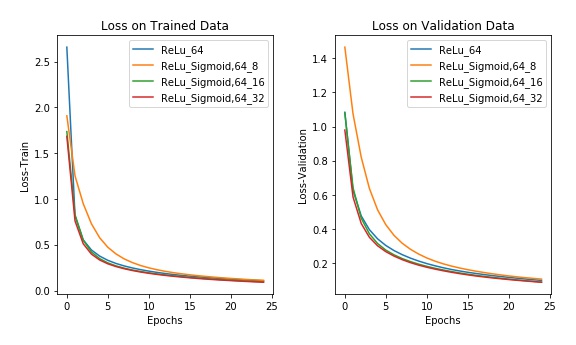 Loss on Trained Data
Loss-Train
2.5
2.0
1.5
1.0
0.5
0.0
ReLu_64
ReLu_Sigmoid,64_8
ReLu_Sigmoid,64_16
ReLu_Sigmoid,64_32
0 5 10 15 20 25
Epochs
Loss on Validation Data
Loss-Validation
1.4
1.2
1.0
0.8
0.6
0.4
0.2
ReLu_64
ReLu_Sigmoid,64_8
ReLu_Sigmoid,64_16
ReLu_Sigmoid,64_32
0 5 10 15 20 25
Epochs